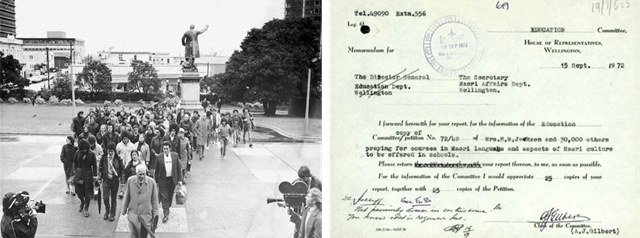 Tel.49090 Extn.556
EDUCATION
Committee,
Memorandum for
HOUSE OF REPRESENTATIVES,
WELLINGTON,
15 Sept. 1972
The Director General
Education Dept.
Wellington
The Secretary
Maori Affairs Dept.
Wellington.
I forward herewith for your report, for the information of the Education
copy of
Committee/petition No. 72/42 of Mrs.H.M.Jackson and 30,000 others
praying for courses in Maori language and aspects of Maori culture
to be offered in schools.
Please return your report thereon, to me, as soon as possible.
For the information of the Committee I would appreciate 25 copies of your
report, together with 25 copies of the Petition.
Clerk of the Committee
(A.J.Gilbert)